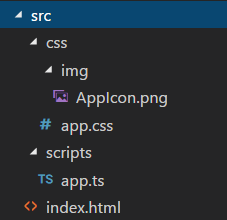 src
css
img
AppIcon.png
# app.css
scripts
TS app.ts
<> index.html